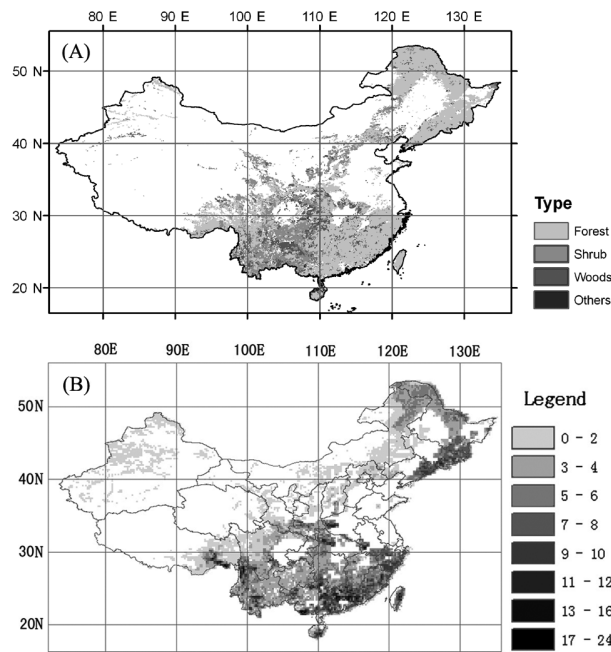 80 E 90 E 100 E 110 E 120 E 130 E
(A)
50 N
40 N
30 N
20 N
Type
Forest
Shrub
Woods
Others
80E 90E 100E 110E 120E 130E
(B)
50N
40N
30N
20N
Legend
0 - 2
3 - 4
5 - 6
7 - 8
9 - 10
11 - 12
13 - 16
17 - 24